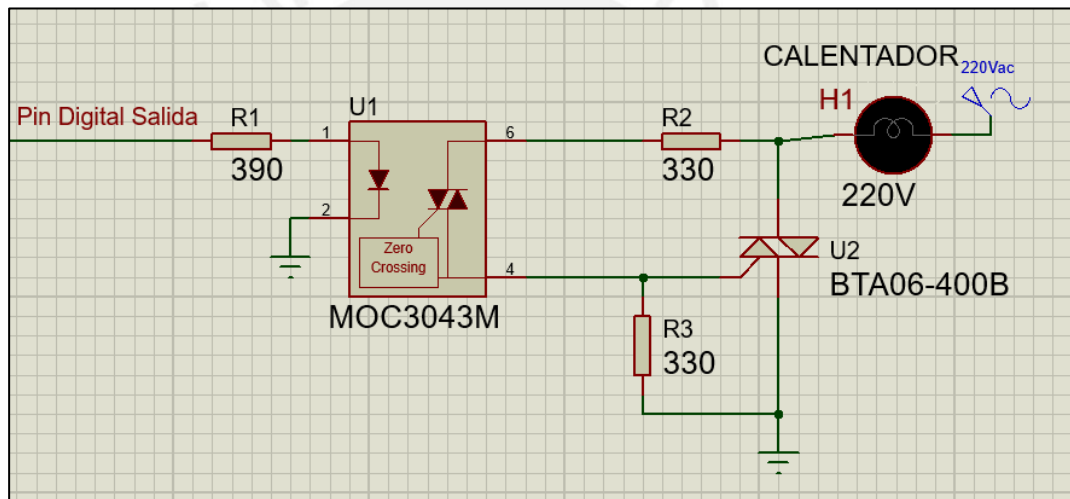 CALENTADOR
220Vac
Pin Digital Salida
R1
390
U1
1
2
6
4
Zero
Crossing
MOC3043M
R2
330
H1
220V
U2
BTA06-400B
R3
330